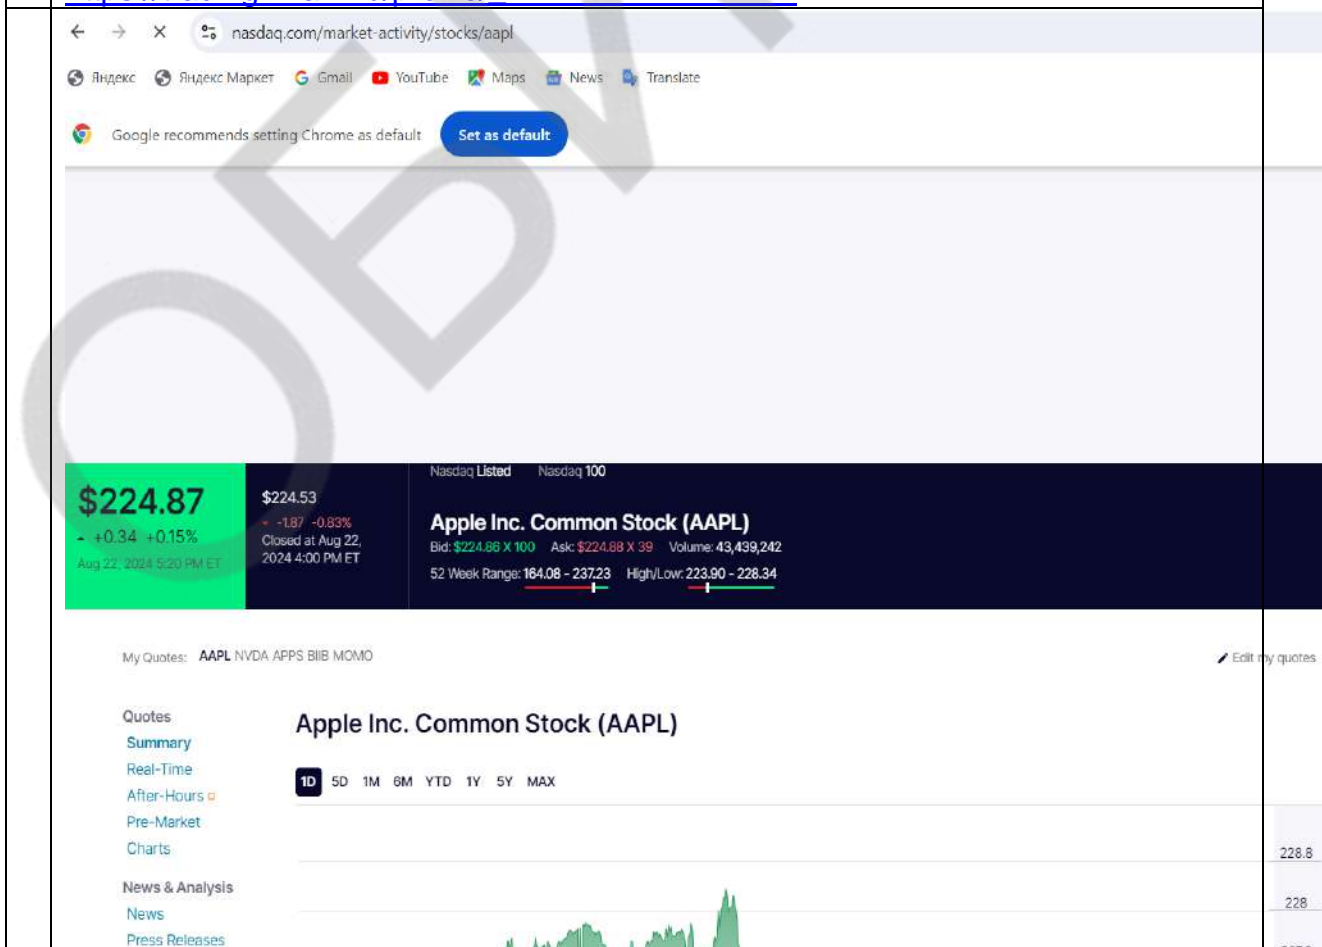 nasdaq.com/market-activity/stocks/aapl
Яндекс Яндекс Маркет Gmail YouTube Maps News Translate
Google recommends setting Chrome as default Set as default
ОБ
Nasdaq Listed Nasdaq 100
$224.87
+0.34 +0.15%
Aug 22, 2024 5:20 PM ET
$224.53
-1.87 -0.83%
Closed at Aug 22,
2024 4:00 PM ET
Apple Inc. Common Stock (AAPL)
Bid: $224.86 X 100 Ask: $224.88 X 39 Volume: 43,439,242
52 Week Range: 164.08 - 237.23 High/Low: 223.90 - 228.34
My Quotes: AAPL NVDA APPS BIIB MOMO
Edit my quotes
Quotes
Summary
Real-Time
After-Hours
Pre-Market
Charts
News & Analysis
News
Press Releases
Apple Inc. Common Stock (AAPL)
1D 5D 1M 6M YTD 1Y 5Y MAX
228.8
228